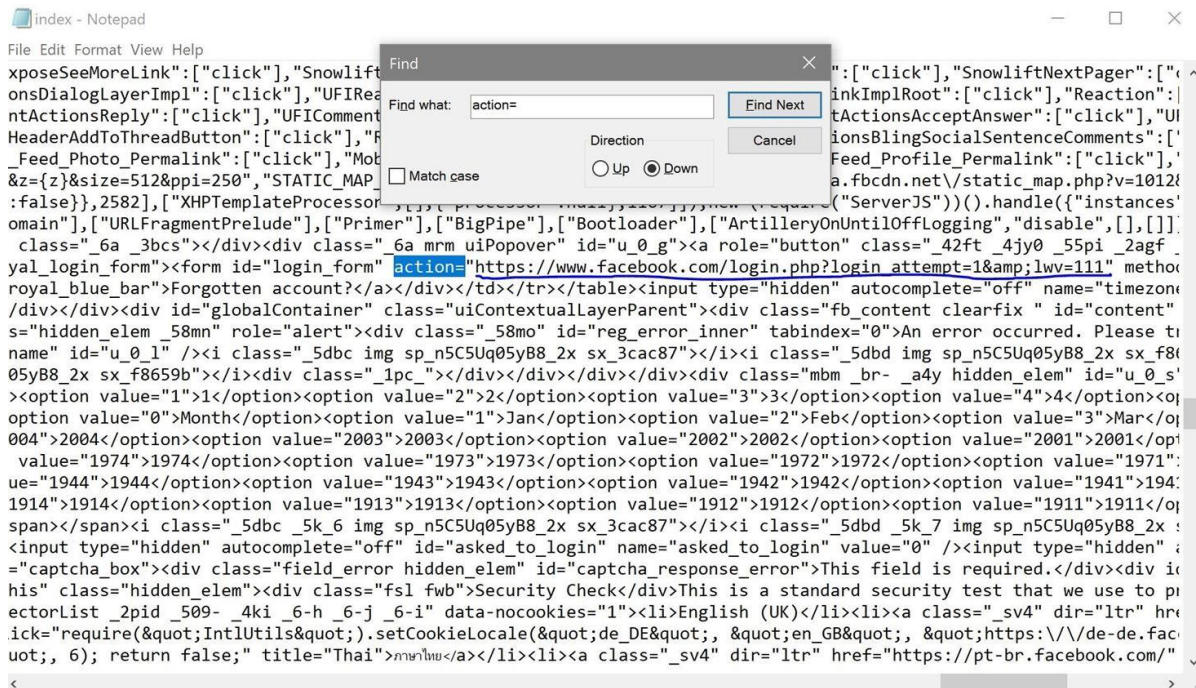 index - Notepad
File Edit Format View Help
xposeSeeMoreLink":["click"],"Snowlift
":["click"],"SnowliftNextPager":["
onsDialogLayerImpl":["click"],"UFIRea
inkImplRoot":["click"],"Reaction":
ntActionsReply":["click"],"UFIComment
tActionsAcceptAnswer":["click"],"
HeaderAddToThreadButton":["click"],"
ionsBlingSocialSentenceComments":["
_Feed_Photo_Permalink":["click"],"Mob
Feed_Profile_Permalink":["click"],"
&z={z}&size=512&ppi=250","STATIC_MAP_
a.fbcdn.net\/static_map.php?v=1012
Find
Find what:
action=
Find Next
Cancel
Direction
Up
Down
Match case
:false}},2582],["XHPTemplateProcessor
("ServerJS"))().handle({"instances"
omain"],["URLFragmentPrelude"],["Primer"],["BigPipe"],["Bootloader"],["ArtilleryOnUntilOffLogging","disable",[],[]]
class="_6a _3bcs"></div><div class="_6a mrm uiPopover" id="u_0_g"><a role="button" class="_42ft _4jy0 _55pi _2agf
yal_login_form"><form id="login_form" action="https://www.facebook.com/login.php?login_attempt=1&amp;lwv=111" metho
royal_blue_bar">Forgotten account?</a></div></td></tr></table><input type="hidden" autocomplete="off" name="timezone
/div></div><div id="globalContainer" class="uiContextualLayerParent"><div class="fb_content clearfix " id="content"
s="hidden_elem _58mn" role="alert"><div class="_58mo" id="reg_error_inner" tabindex="0">An error occurred. Please t
name" id="u_0_l" /><i class="_5dbc img sp_n5C5Uq05yB8_2x sx_3cac87"></i><i class="_5dbd img sp_n5C5Uq05yB8_2x sx_f8
05yB8_2x sx_f8659b"></i><div class="_1pc_"></div></div></div></div><div class="mbm _br- _a4y hidden_elem" id="u_0_s"
><option value="1">1</option><option value="2">2</option><option value="3">3</option><option value="4">4</option><o
option value="0">Month</option><option value="1">Jan</option><option value="2">Feb</option><option value="3">Mar</o
004">2004</option><option value="2003">2003</option><option value="2002">2002</option><option value="2001">2001</op
value="1974">1974</option><option value="1973">1973</option><option value="1972">1972</option><option value="1971"
ue="1944">1944</option><option value="1943">1943</option><option value="1942">1942</option><option value="1941">194
1914">1914</option><option value="1913">1913</option><option value="1912">1912</option><option value="1911">1911</o
span></span><i class="_5dbc _5k_6 img sp_n5C5Uq05yB8_2x sx_3cac87"></i><i class="_5dbd _5k_7 img sp_n5C5Uq05yB8_2x
<input type="hidden" autocomplete="off" id="asked_to_login" name="asked_to_login" value="0" /><input type="hidden"
="captcha_box"><div class="field_error hidden_elem" id="captcha_response_error">This field is required.</div><div i
his" class="hidden_elem"><div class="fsl fwb">Security Check</div>This is a standard security test that we use to p
ectorList _2pid _509- _4ki _6-h _6-j _6-i" data-nocookies="1"><li>English (UK)</li><li><a class="_sv4" dir="ltr" hr
ick="require(&quot;IntlUtils&quot;).setCookieLocale(&quot;de_DE&quot;, &quot;en_GB&quot;, &quot;https:\/\/de-de.fac
uot;, 6); return false;" title="Thai">ภาษาไทย</a></li><li><a class="_sv4" dir="ltr" href="https://pt-br.facebook.com/"